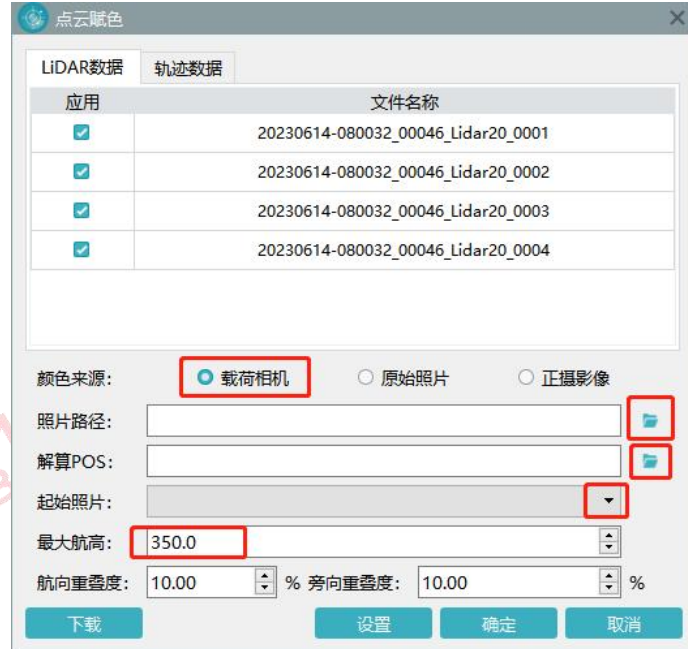 点云赋色
LiDAR数据 轨迹数据
应用 文件名称
20230614-080032_00046_Lidar20_0001
20230614-080032_00046_Lidar20_0002
20230614-080032_00046_Lidar20_0003
20230614-080032_00046_Lidar20_0004
颜色来源: 载荷相机 原始照片 正摄影像
照片路径:
解算POS:
起始照片:
最大航高: 350.0
航向重叠度: 10.00 % 旁向重叠度: 10.00 %
下载 设置 确定 取消